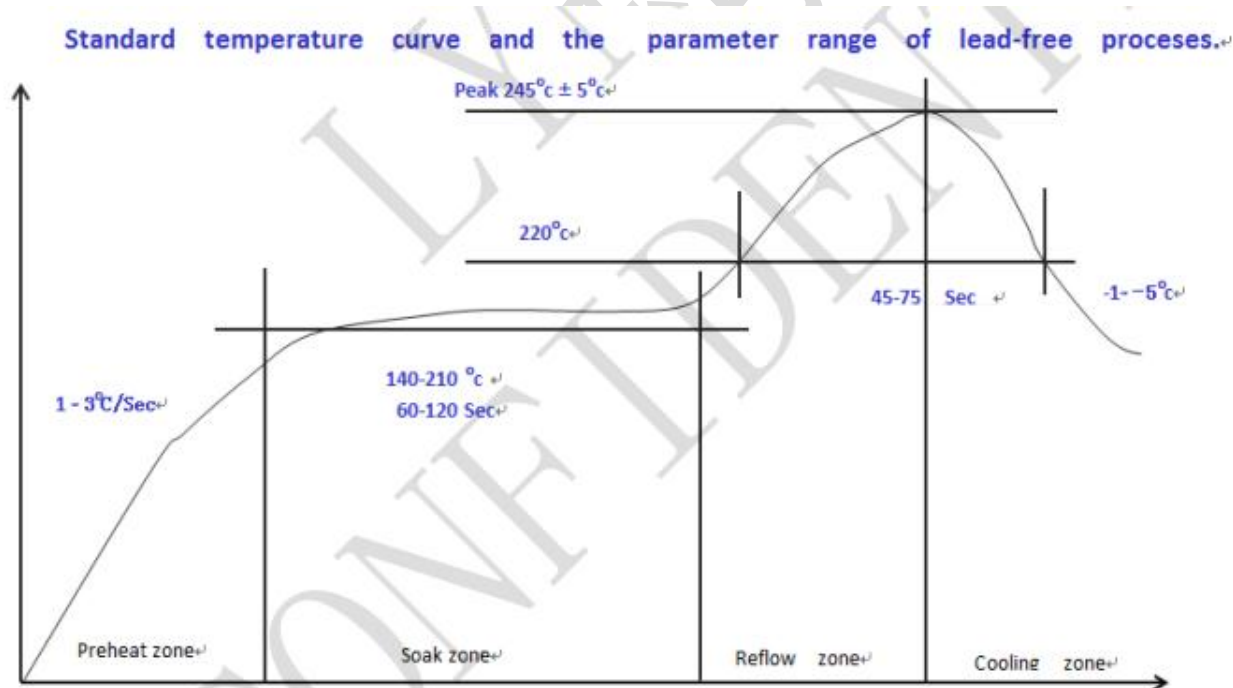 Standard temperature curve and the parameter range of lead-free proceses.
Peak 245°c ± 5°c
220°c
45-75 Sec
-1-–5°c
140-210 °c
60-120 Sec
1 - 3°C/Sec
Preheat zone
Soak zone
Reflow zone
Cooling zone